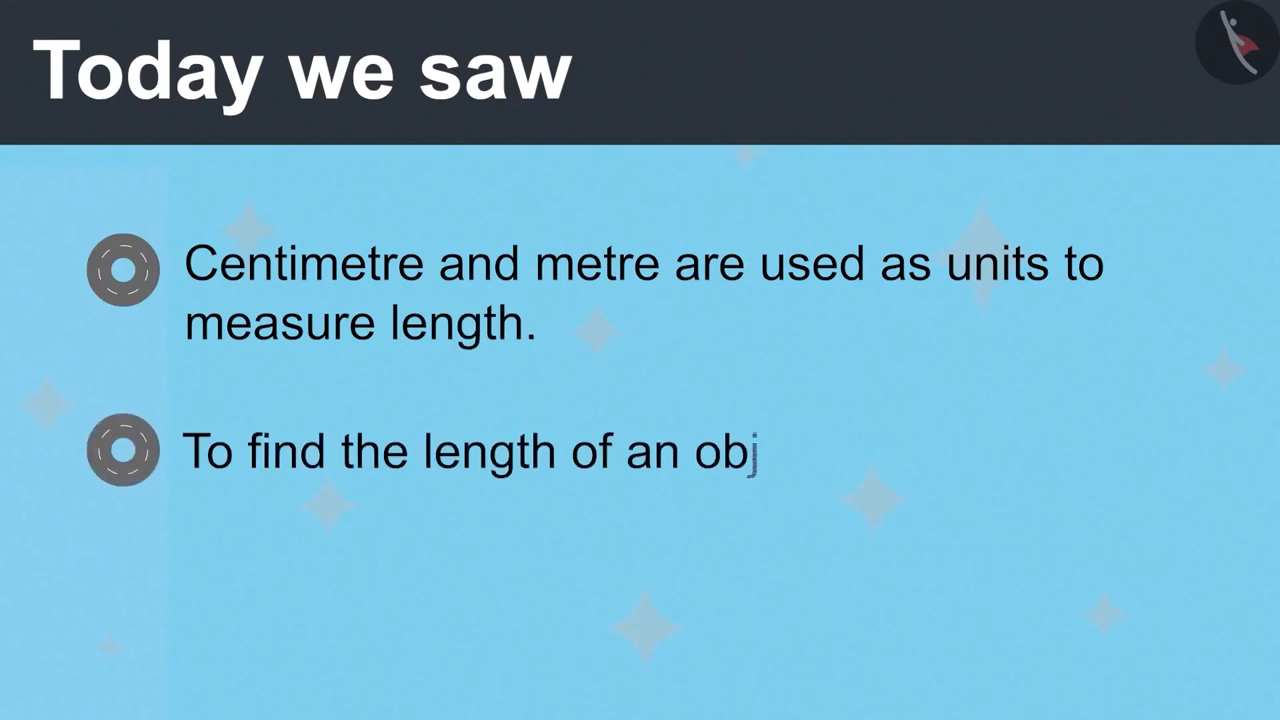 Today we saw
Centimetre and metre are used as units to
measure length.
To find the length of an obj